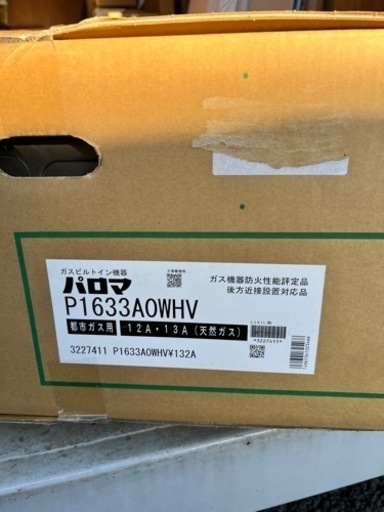 ガスビルトイン機器
パロマ
P1633A0WHV
ガス機器防火性能評定品
後方近接設置対応品
都市ガス用 12A・13A(天然ガス)
3227411 P1633A0WHV¥132A
*3227411*